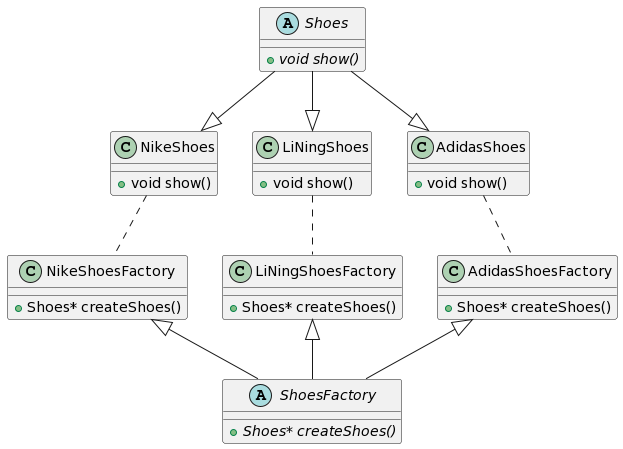 A Shoes
void show()
C NikeShoes
void show()
C LiNingShoes
void show()
C AdidasShoes
void show()
C NikeShoesFactory
Shoes* createShoes()
C LiNingShoesFactory
Shoes* createShoes()
C AdidasShoesFactory
Shoes* createShoes()
A ShoesFactory
Shoes* createShoes()